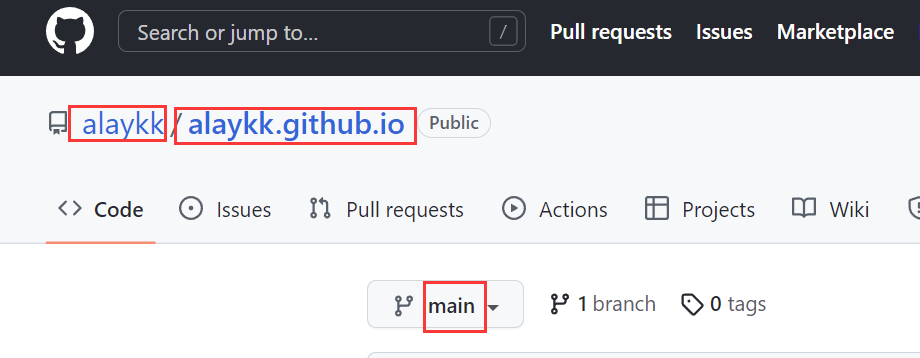 Search or jump to... / Pull requests Issues Marketplace
alaykk / alaykk.github.io Public
Code Issues Pull requests Actions Projects Wiki
main 1 branch 0 tags